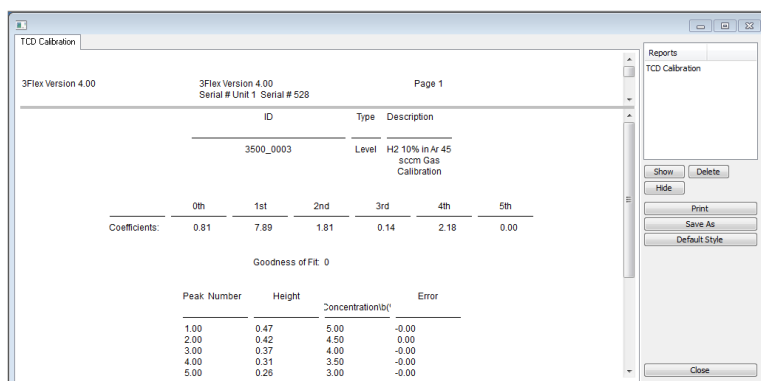 TCD Calibration
Reports
TCD Calibration
3Flex Version 4.00 3Flex Version 4.00 Page 1
Serial # Unit 1 Serial # 528
ID Type Description
3500_0003 Level H2 10% in Ar 45
sccm Gas
Calibration
Show Delete
Hide
0th 1st 2nd 3rd 4th 5th
Print
Save As
Coefficients: 0.81 7.89 1.81 0.14 2.18 0.00
Default Style
Goodness of Fit: 0
Peak Number Height Concentration\b(' Error
1.00 0.47 5.00 -0.00
2.00 0.42 4.50 0.00
3.00 0.37 4.00 -0.00
4.00 0.31 3.50 -0.00
5.00 0.26 3.00 -0.00
Close